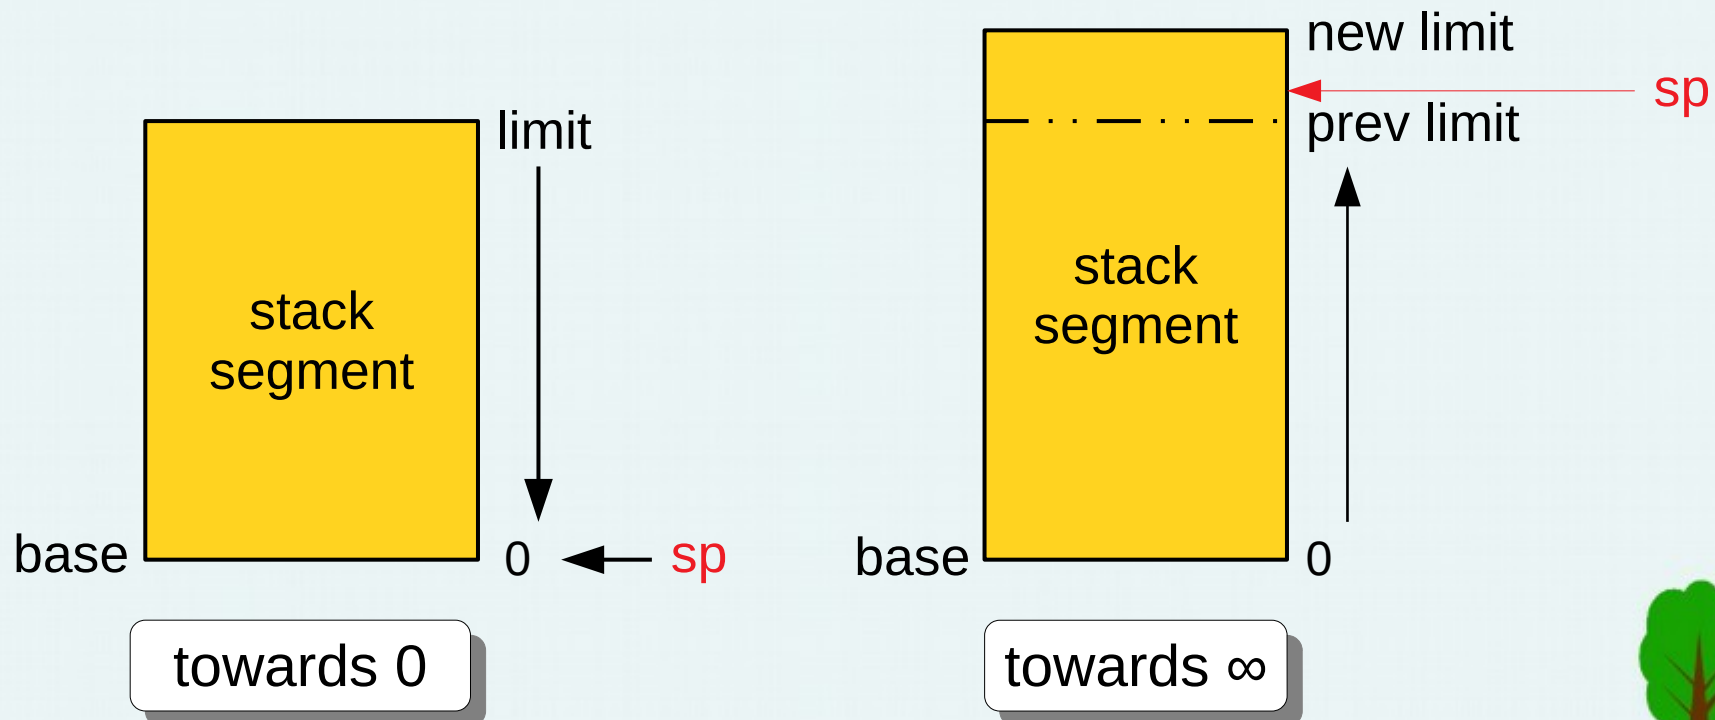 limit
stack
segment
base
0
sp
towards 0
new limit
sp
prev limit
stack
segment
base
0
towards ∞